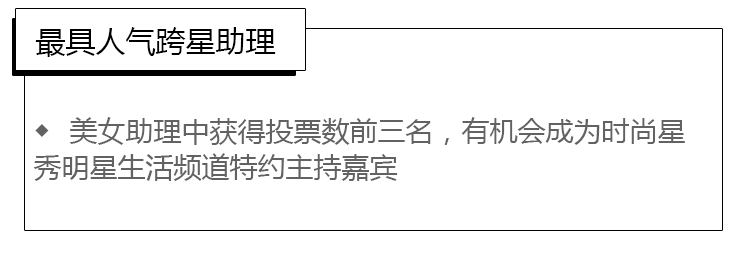 最具人气跨星助理
◆ 美女助理中获得投票数前三名，有机会成为时尚星
秀明星生活频道特约主持嘉宾